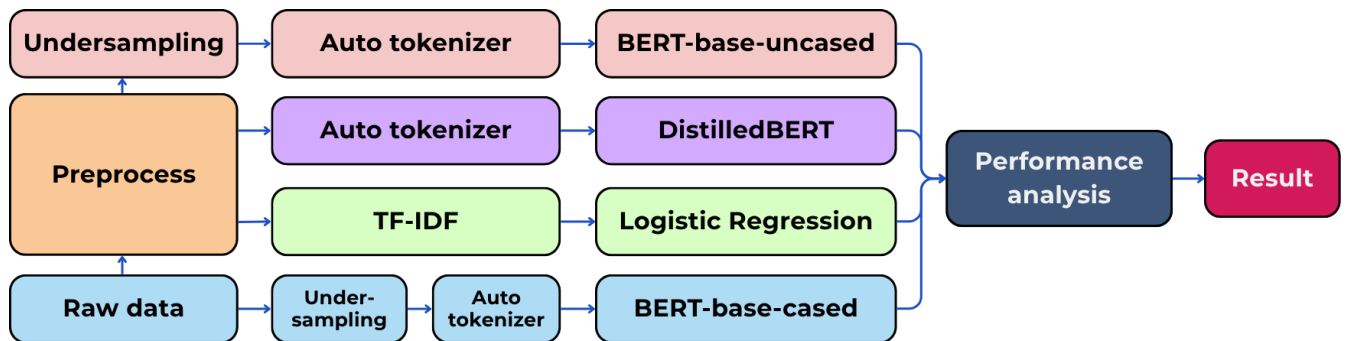 Undersampling
Auto tokenizer
BERT-base-uncased
Preprocess
Auto tokenizer
DistilledBERT
TF-IDF
Logistic Regression
Raw data
Under-
sampling
Auto
tokenizer
BERT-base-cased
Performance
analysis
Result